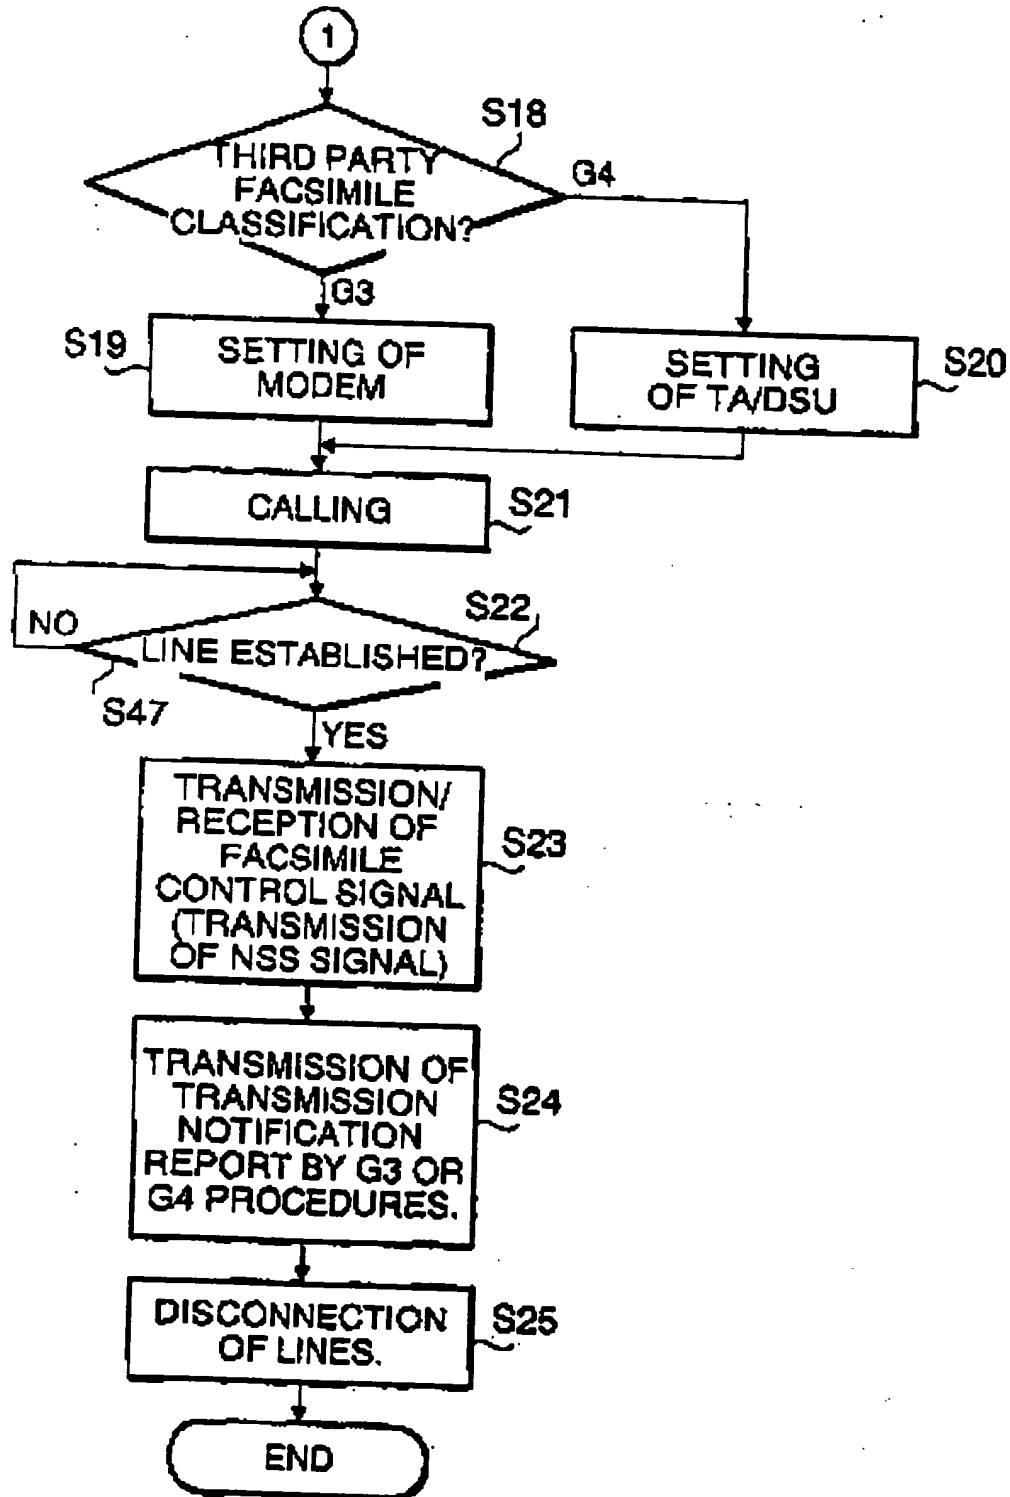 1
S18
THIRD PARTY
FACSIMILE
CLASSIFICATION?
G4
G3
S19
SETTING OF
MODEM
SETTING
OF TA/DSU
S20
CALLING
S21
NO
S22
LINE ESTABLISHED?
S47
YES
TRANSMISSION/
RECEPTION OF
FACSIMILE
CONTROL SIGNAL
(TRANSMISSION
OF NSS SIGNAL)
S23
TRANSMISSION OF
TRANSMISSION
NOTIFICATION
REPORT BY G3 OR
G4 PROCEDURES.
S24
DISCONNECTION
OF LINES.
S25
END